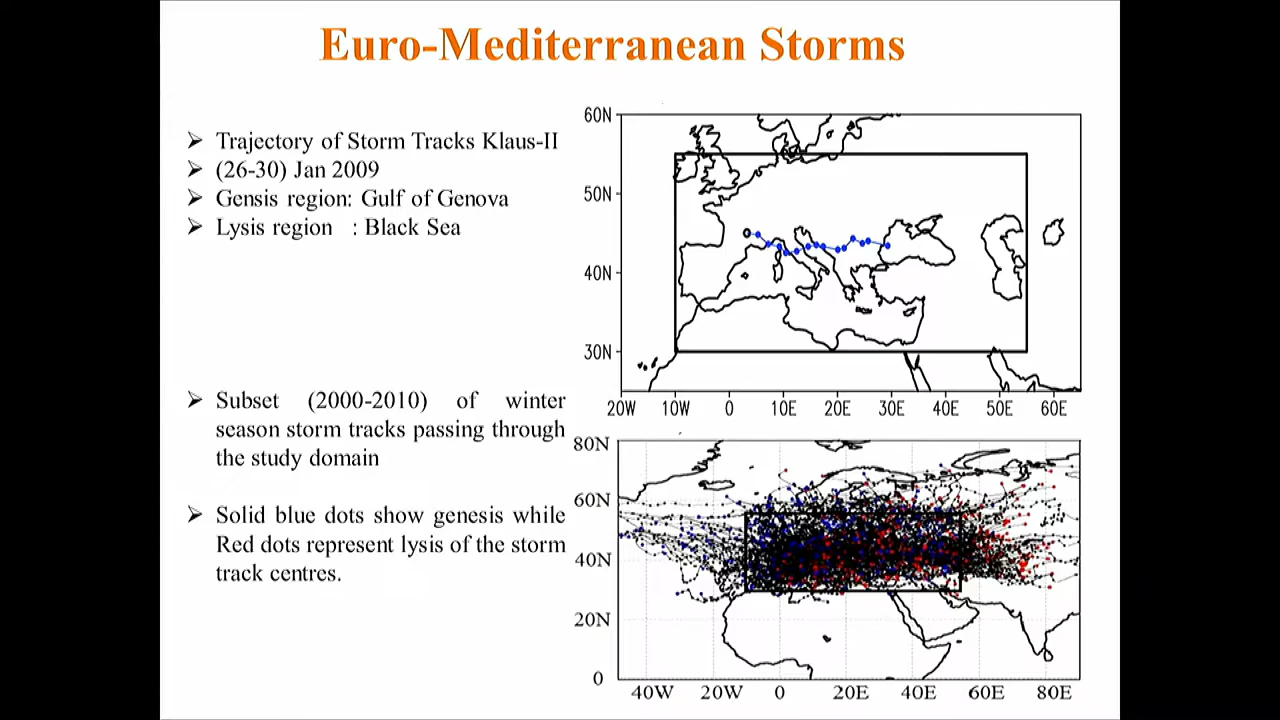 Euro-Mediterranean Storms
➢ Trajectory of Storm Tracks Klaus-II
➢ (26-30) Jan 2009
➢ Gensis region: Gulf of Genova
➢ Lysis region : Black Sea
➢ Subset (2000-2010) of winter
season storm tracks passing through
the study domain
➢ Solid blue dots show genesis while
Red dots represent lysis of the storm
track centres.
60N
50N
40N
30N
20W 10W 0 10E 20E 30E 40E 50E 60E
80N
60N
40N
20N
0
40W 20W 0 20E 40E 60E 80E